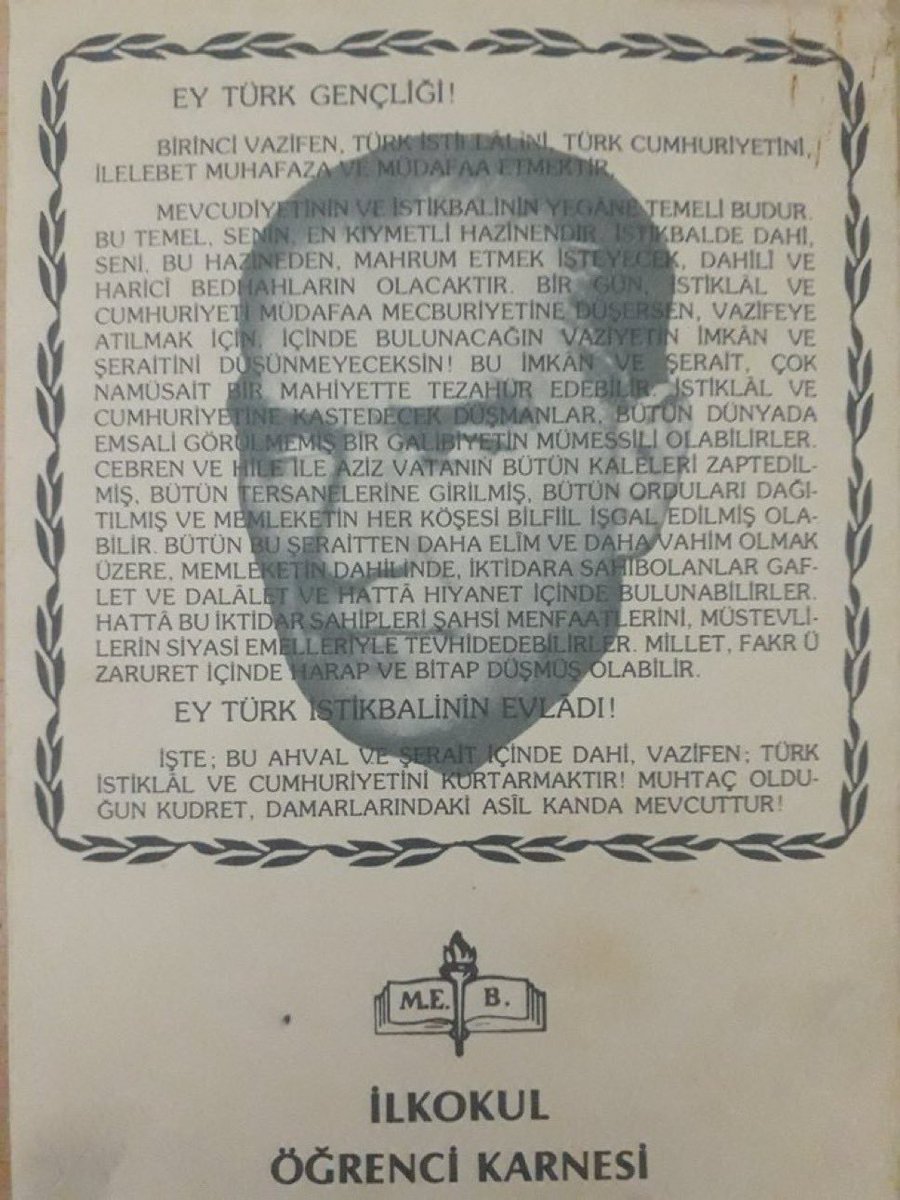 EY TÜRK GENÇLİĞİ!
BİRİNCİ VAZİFEN, TÜRK İSTİKLÂLİNİ, TÜRK CUMHURİYETİNİ,
İLELEBET MUHAFAZA VE MÜDAFAA ETMEKTİR.
MEVCUDİYETİNİN VE İSTİKBALİNİN YEGÂNE TEMELİ BUDUR.
BU TEMEL, SENİN, EN KIYMETLİ HAZİNENDİR. İSTİKBALDE DAHİ,
SENİ, BU HAZİNEDEN, MAHRUM ETMEK İSTEYECEK, DAHİLİ VE
HARİCİ BEDHAHLARIN OLACAKTIR. BİR GÜN, İSTİKLÂL VE
CUMHURİYETİ MÜDAFAA MECBURİYETİNE DÜŞERSEN, VAZİFEYE
ATILMAK İÇİN, İÇİNDE BULUNACAĞIN VAZİYETİN İMKÂN VE
ŞERAİTİNİ DÜŞÜNMEYECEKSİN! BU İMKÂN VE ŞERAİT, ÇOK
NAMÜSAİT BİR MAHİYETTE TEZAHÜR EDEBİLİR. İSTİKLÂL VE
CUMHURİYETİNE KASTEDECEK DÜŞMANLAR, BÜTÜN DÜNYADA
EMSALİ GÖRÜLMEMİŞ BİR GALİBİYETİN MÜMESSİLİ OLABİLİRLER.
CEBREN VE HİLE İLE AZİZ VATANIN BÜTÜN KALELERİ ZAPTEDİL-
MİŞ, BÜTÜN TERSANELERİNE GİRİLMİŞ, BÜTÜN ORDULARI DAĞI-
TILMIŞ VE MEMLEKETİN HER KÖŞESİ BİLFİİL İŞGAL EDİLMİŞ OLA-
BİLİR. BÜTÜN BU ŞERAİTTEN DAHA ELÎM VE DAHA VAHİM OLMAK
ÜZERE, MEMLEKETİN DAHİLİNDE, İKTİDARA SAHİBOLANLAR GAF-
LET VE DALÂLET VE HATTÂ HIYANET İÇİNDE BULUNABİLİRLER.
HATTÂ BU İKTİDAR SAHİPLERİ ŞAHSİ MENFAATLERİNİ, MÜSTEVLİ-
LERİN SİYASİ EMELLERİYLE TEVHİDEDEBİLİRLER. MİLLET, FAKR Ü
ZARURET İÇİNDE HARAP VE BİTAP DÜŞMÜŞ OLABİLİR.
EY TÜRK İSTİKBALİNİN EVLÂDI!
İŞTE; BU AHVAL VE ŞERAİT İÇİNDE DAHİ, VAZİFEN; TÜRK
İSTİKLÂL VE CUMHURİYETİNİ KURTARMAKTIR! MUHTAÇ OLDU-
ĞUN KUDRET, DAMARLARINDAKİ ASÎL KANDA MEVCUTTUR!
M.E. B.
İLKOKUL
ÖĞRENCİ KARNESİ